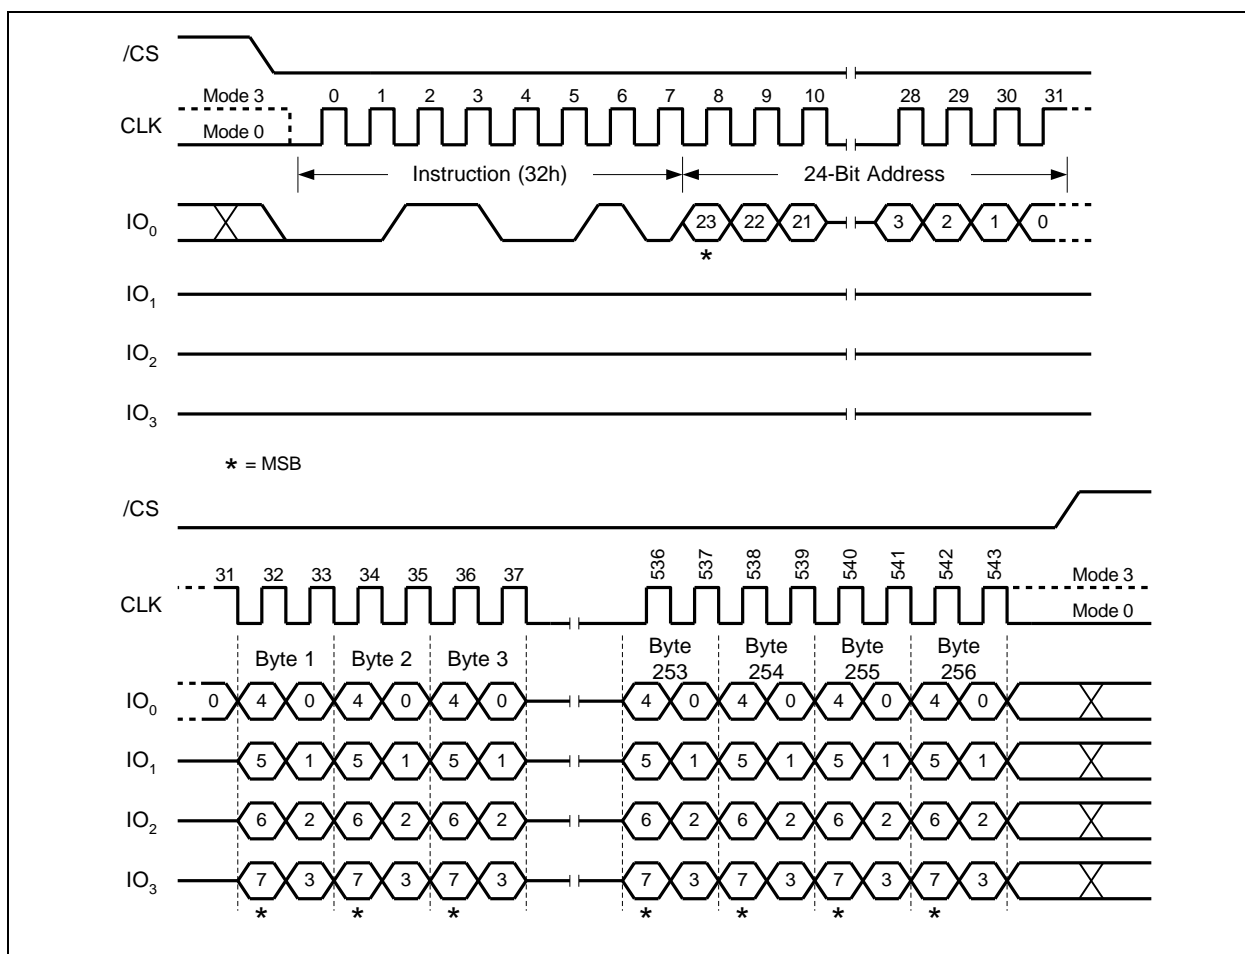 /CS
Mode 3 0 1 2 3 4 5 6 7 8 9 10 28 29 30 31
CLK
Mode 0
Instruction (32h) 24-Bit Address
IO0 23 22 21 3 2 1 0
*
IO1
IO2
IO3
* = MSB
/CS
31 32 33 34 35 36 37 536 537 538 539 540 541 542 543
Mode 3
CLK
Mode 0
Byte 1 Byte 2 Byte 3 Byte 253 Byte 254 Byte 255 Byte 256
IO0 0 4 0 4 0 4 0 4 0 4 0 4 0 4 0
IO1 5 1 5 1 5 1 5 1 5 1 5 1 5 1
IO2 6 2 6 2 6 2 6 2 6 2 6 2 6 2
IO3 7 3 7 3 7 3 7 3 7 3 7 3 7 3
* * * * * * *